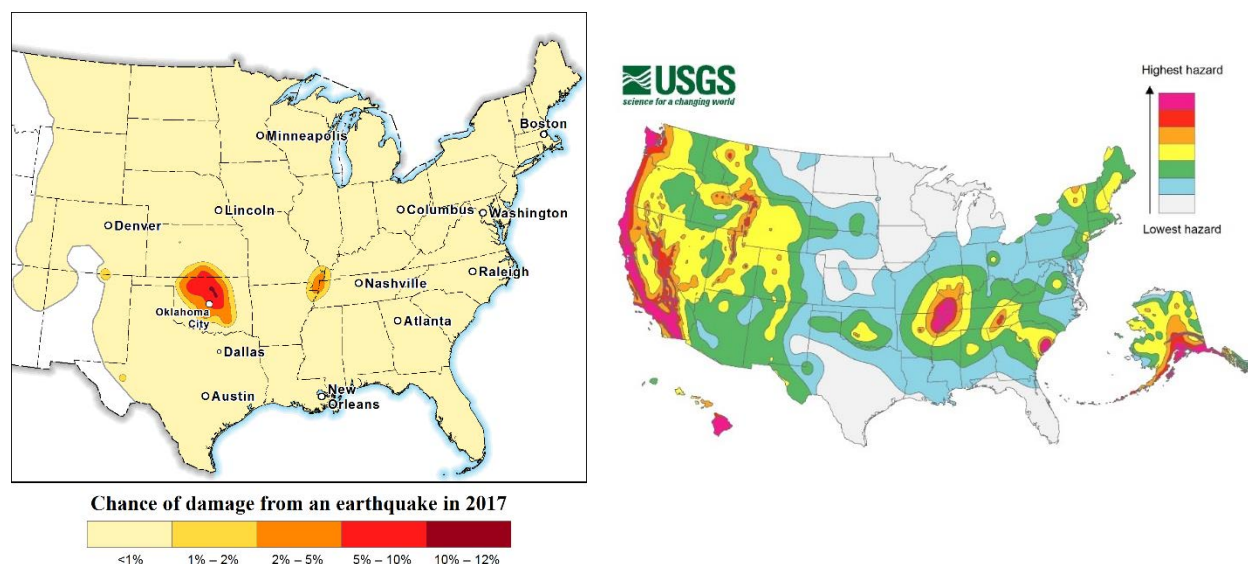 Minneapolis
Boston
Lincoln
Columbus
Washington
Denver
Raleigh
Nashville
Oklahoma
City
Atlanta
Dallas
Austin
New
Orleans
Chance of damage from an earthquake in 2017
<1%
1% – 2%
2% – 5%
5% – 10%
10% – 12%
USGS
science for a changing world
Highest hazard
Lowest hazard